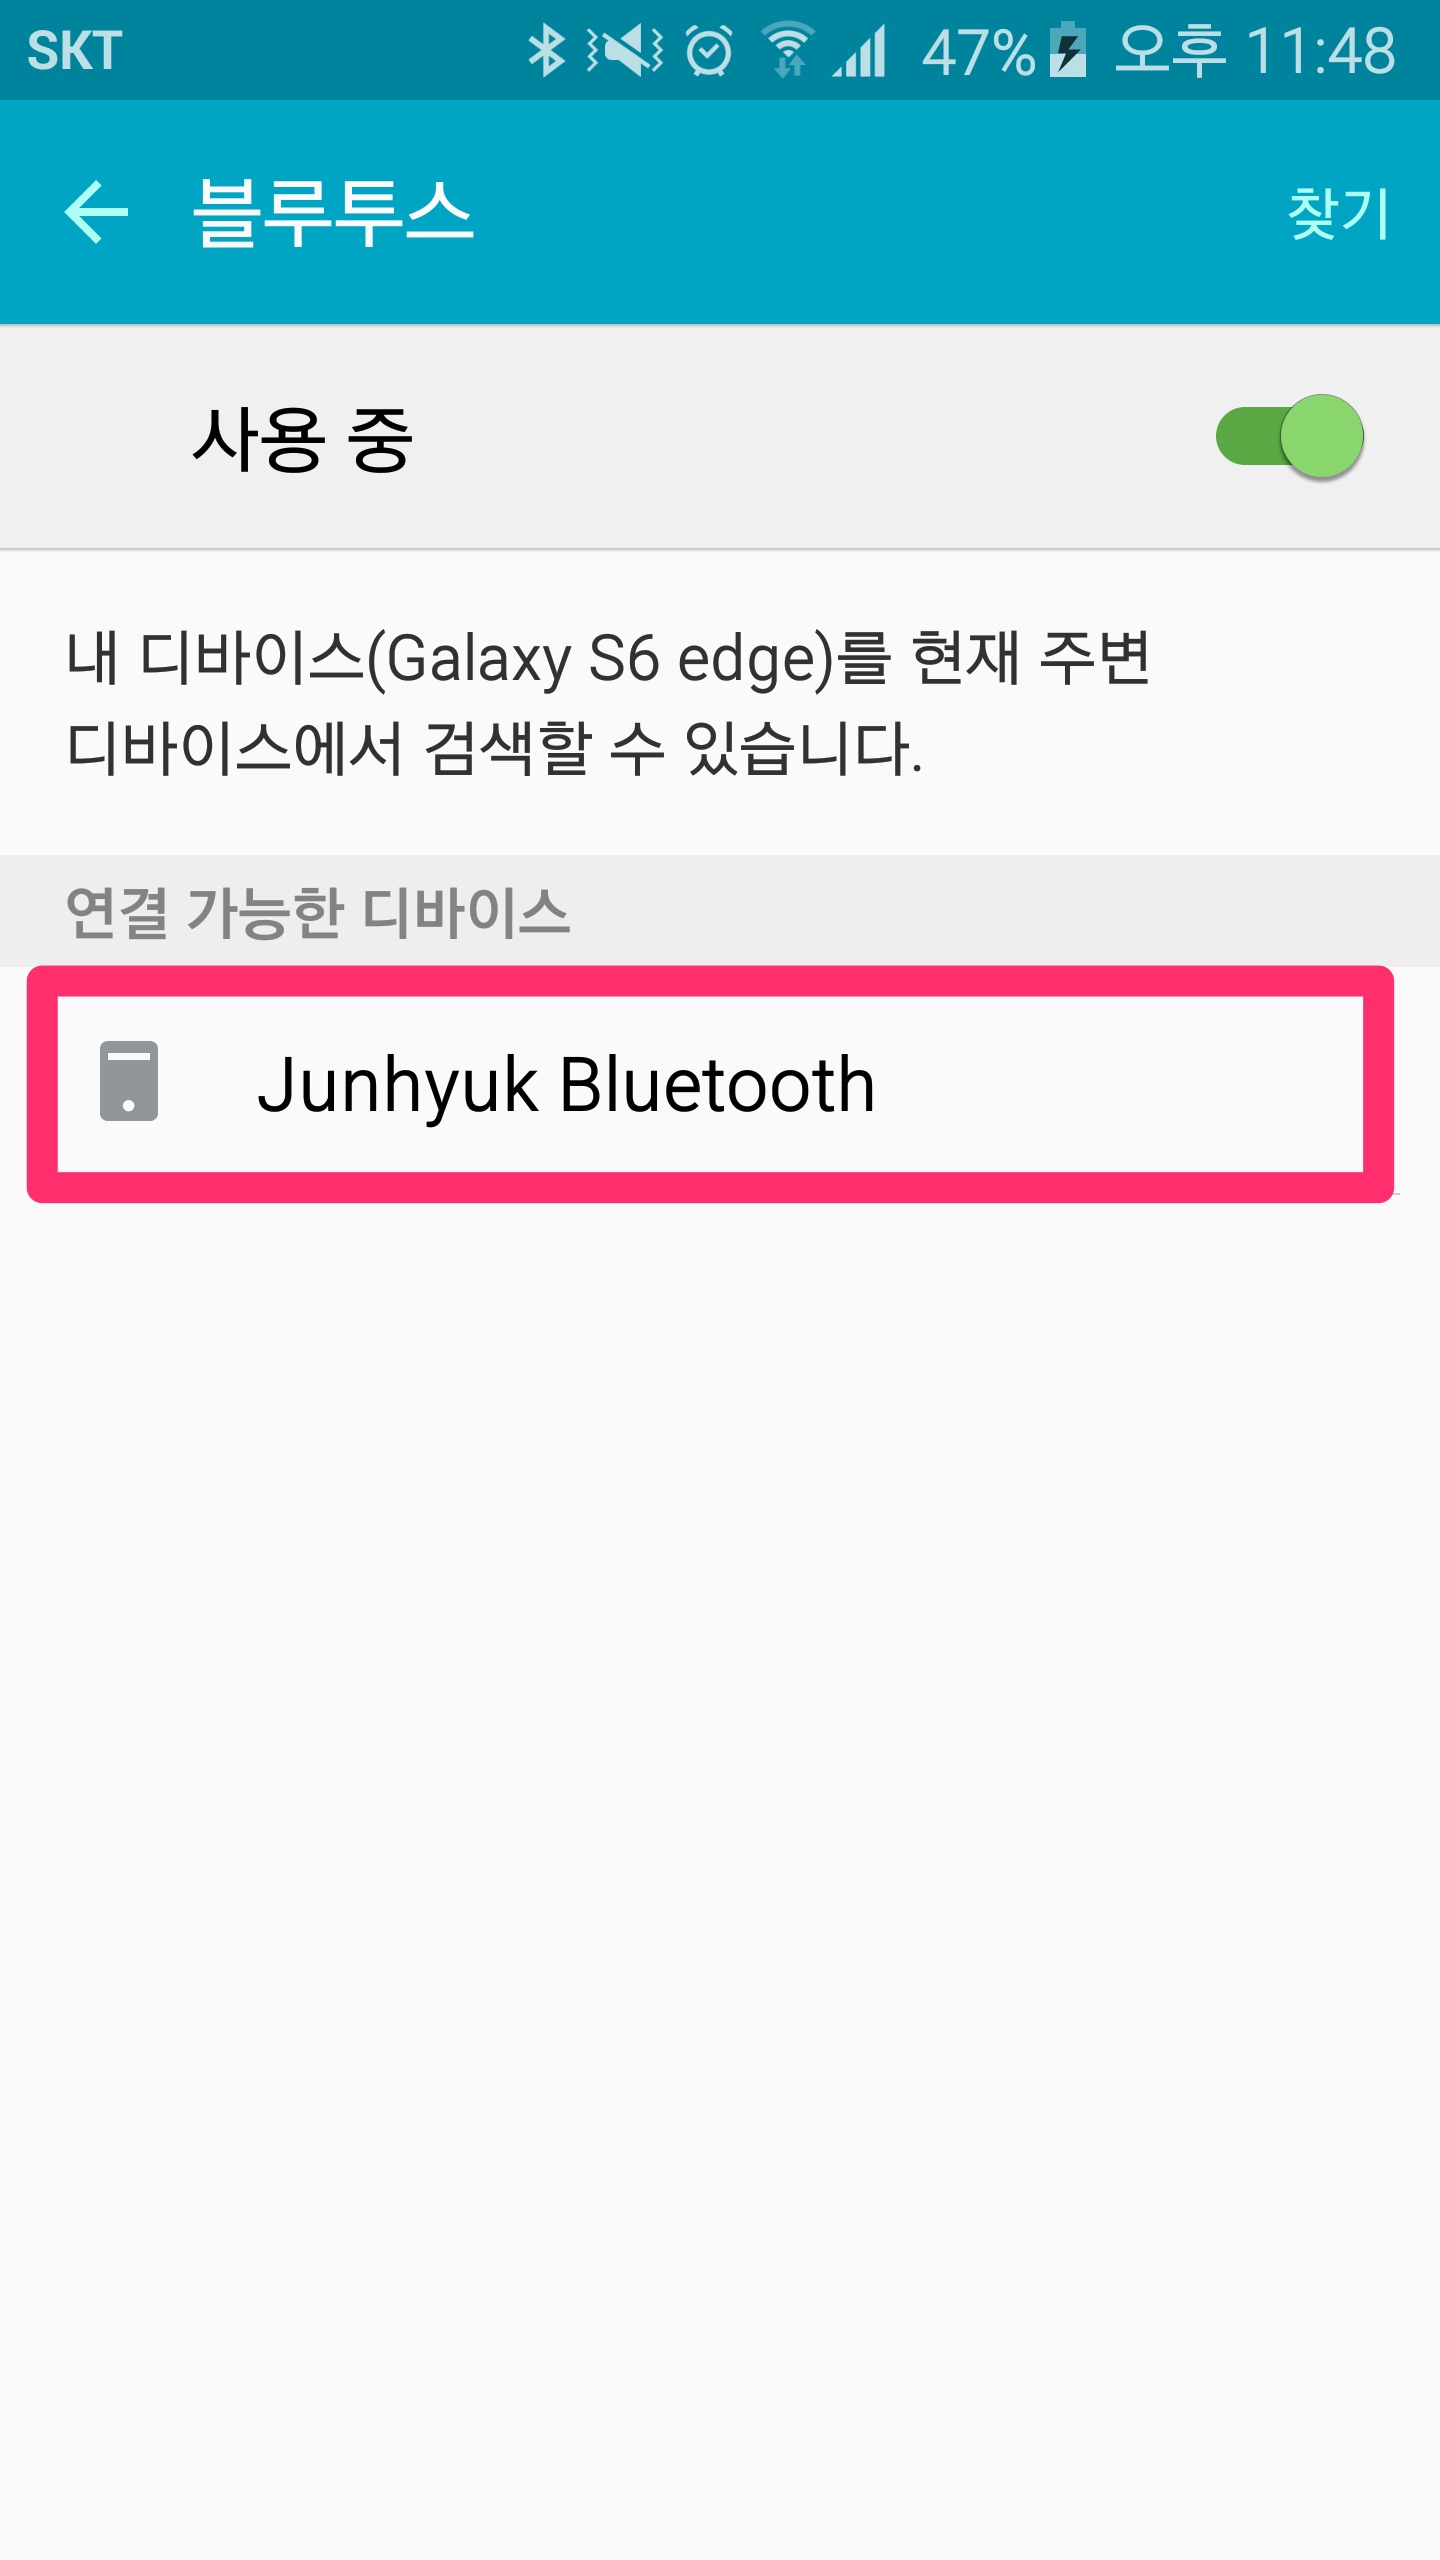 SKT 47% 오후 11:48
블루투스 찾기
사용 중
내 디바이스(Galaxy S6 edge)를 현재 주변
디바이스에서 검색할 수 있습니다.
연결 가능한 디바이스
Junhyuk Bluetooth